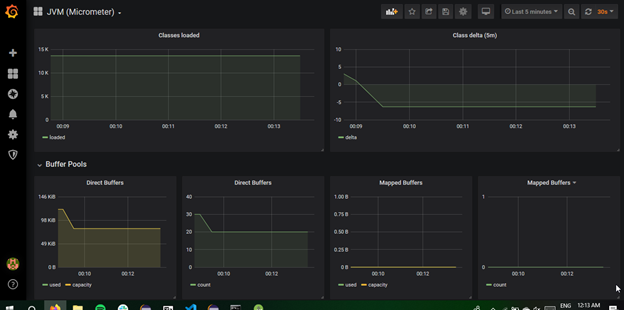 JVM (Micrometer)
Last 5 minutes
30s
Classes loaded
15 K
10 K
5 K
0
00:09 00:10 00:11 00:12 00:13
loaded
Class delta (5m)
10
5
0
-5
-10
00:09 00:10 00:11 00:12 00:13
delta
Buffer Pools
Direct Buffers
146 KiB
98 KiB
49 KiB
0 B
00:10 00:12
used capacity
Direct Buffers
40
30
20
10
0
00:10 00:12
count
Mapped Buffers
1.00 B
0.75 B
0.50 B
0.25 B
0 B
00:10 00:12
used capacity
Mapped Buffers
1
0
00:10 00:12
count
ENG 12:13 AM